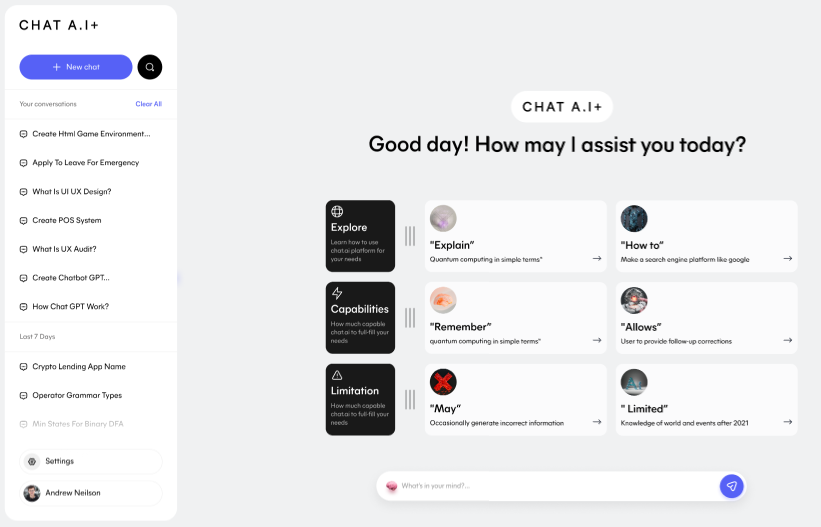 CHAT A.I+
New chat
Your conversations
Clear All
Create Html Game Environment...
Apply To Leave For Emergency
What Is UI UX Design?
Create POS System
What Is UX Audit?
Create Chatbot GPT...
How Chat GPT Work?
Last 7 Days
Crypto Lending App Name
Operator Grammar Types
Min States For Binary DFA
Settings
Andrew Neilson
CHAT A.I+
Good day! How may I assist you today?
Explore
Learn how to use
chat.ai platform for
your needs
"Explain"
Quantum computing in simple terms"
"How to"
Make a search engine platform like google
Capabilities
How much capable
chat.ai to full-fill your
needs
"Remember"
quantum computing in simple terms"
"Allows"
User to provide follow-up corrections
Limitation
How much capable
chat.ai to full-fill your
needs
"May"
Occasionally generate incorrect information
" Limited"
Knowledge of world and events after 2021
What's in your mind?...